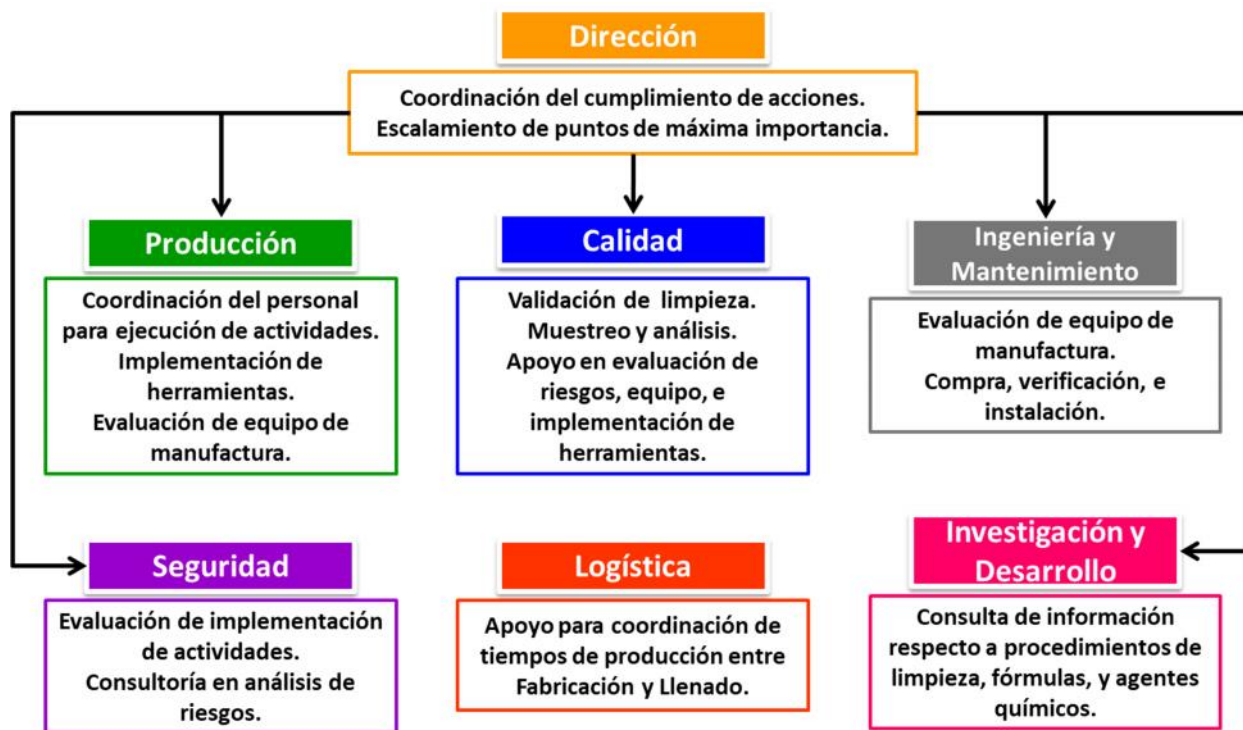 Dirección
Coordinación del cumplimiento de acciones.
Escalamiento de puntos de máxima importancia.
Producción
Coordinación del personal
para ejecución de actividades.
Implementación de
herramientas.
Evaluación de equipo de
manufactura.
Calidad
Validación de limpieza.
Muestreo y análisis.
Apoyo en evaluación de
riesgos, equipo, e
implementación de
herramientas.
Ingeniería y
Mantenimiento
Evaluación de equipo de
manufactura.
Compra, verificación, e
instalación.
Seguridad
Evaluación de implementación
de actividades.
Consultoría en análisis de
riesgos.
Logística
Apoyo para coordinación de
tiempos de producción entre
Fabricación y Llenado.
Investigación y
Desarrollo
Consulta de información
respecto a procedimientos de
limpieza, fórmulas, y agentes
químicos.